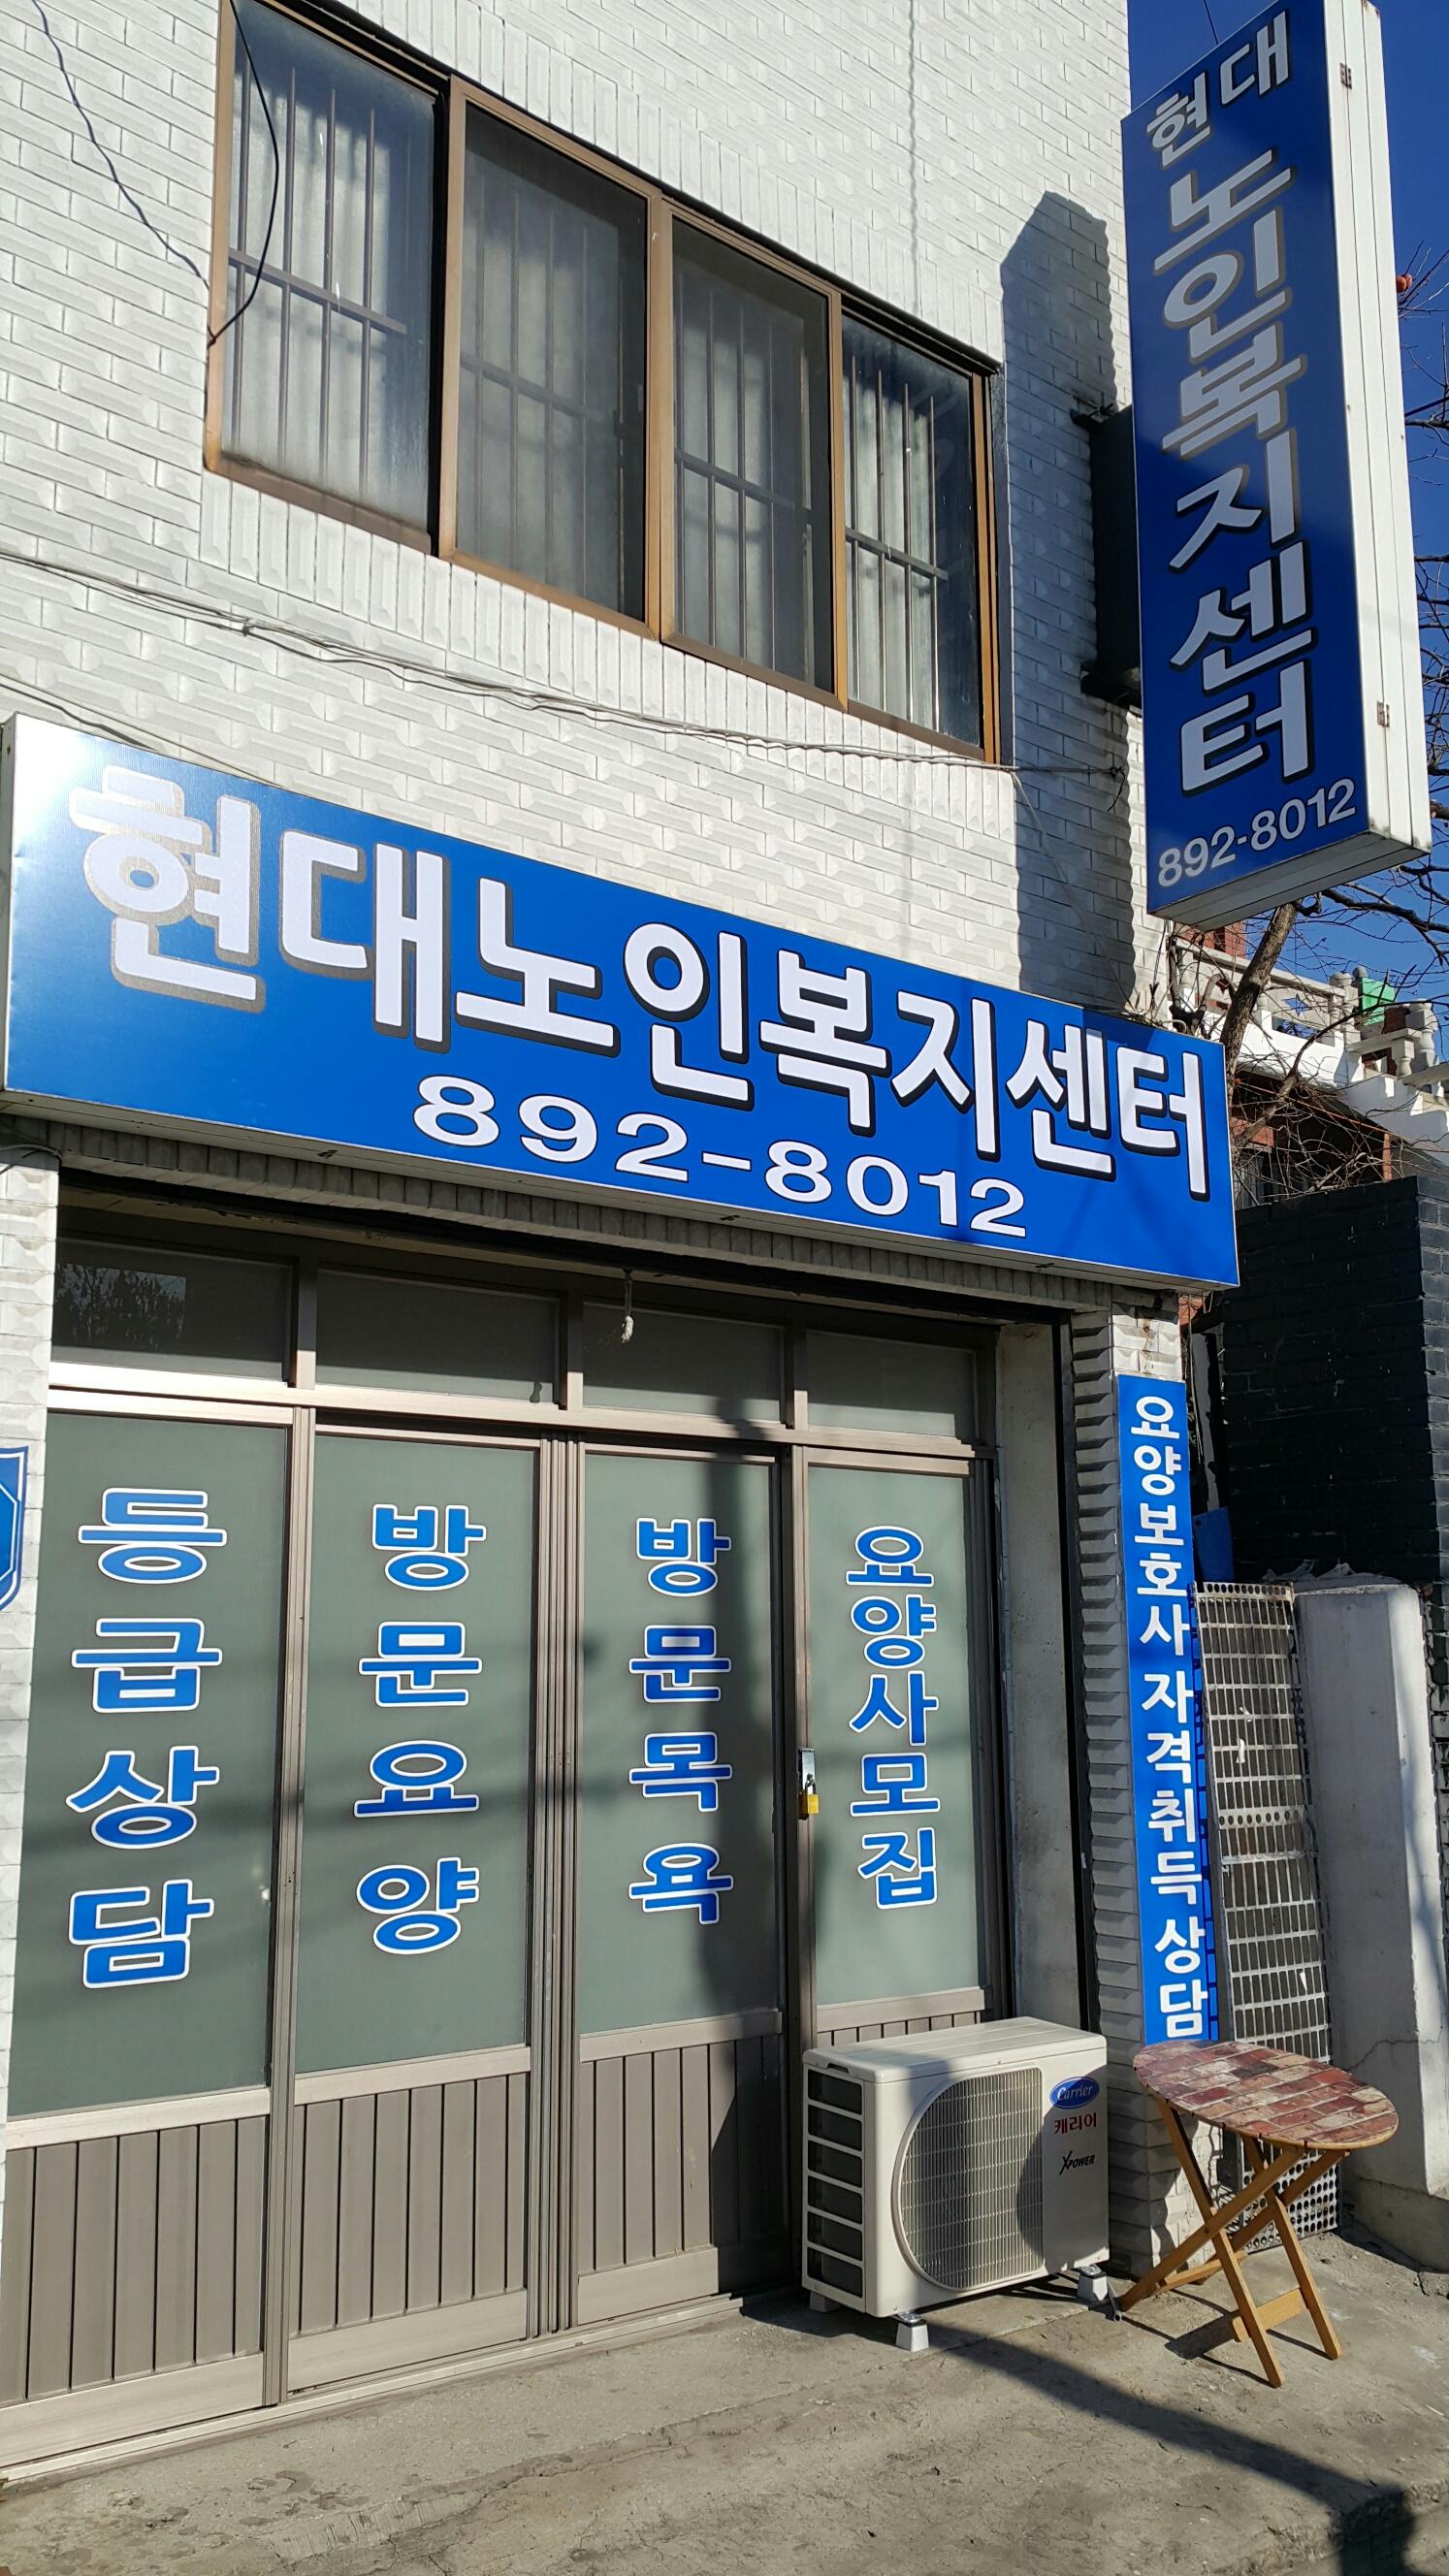 현대
노인복지센터
892-8012
현대노인복지센터
892-8012
등급상담
방문요양
방문목욕
요양사모집
요양보호사 자격취득 상담
Carrier
캐리어
XPOWER